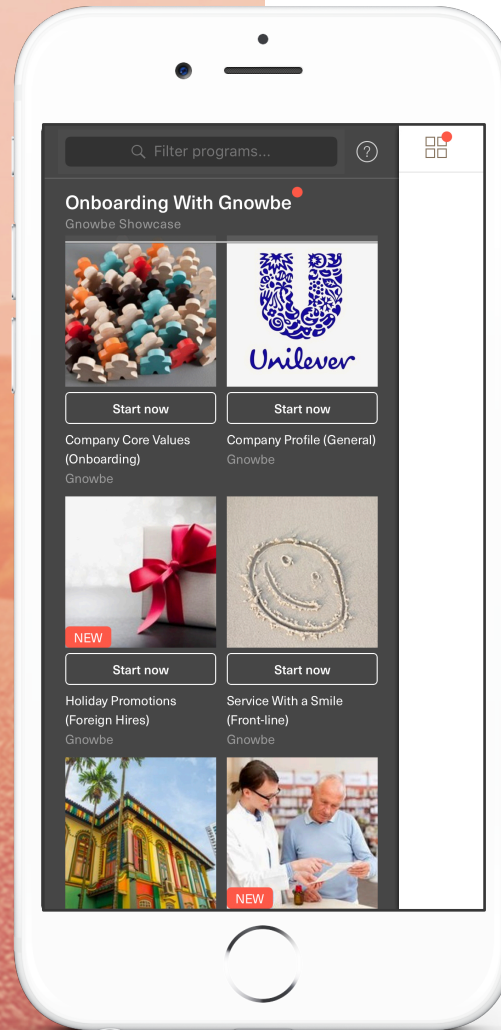 Filter programs...
?
Onboarding With Gnowbe
Gnowbe Showcase
Unilever
Start now
Start now
Company Core Values
(Onboarding)
Gnowbe
Company Profile (General)
Gnowbe
NEW
Start now
Start now
Holiday Promotions
(Foreign Hires)
Gnowbe
Service With a Smile
(Front-line)
Gnowbe
NEW